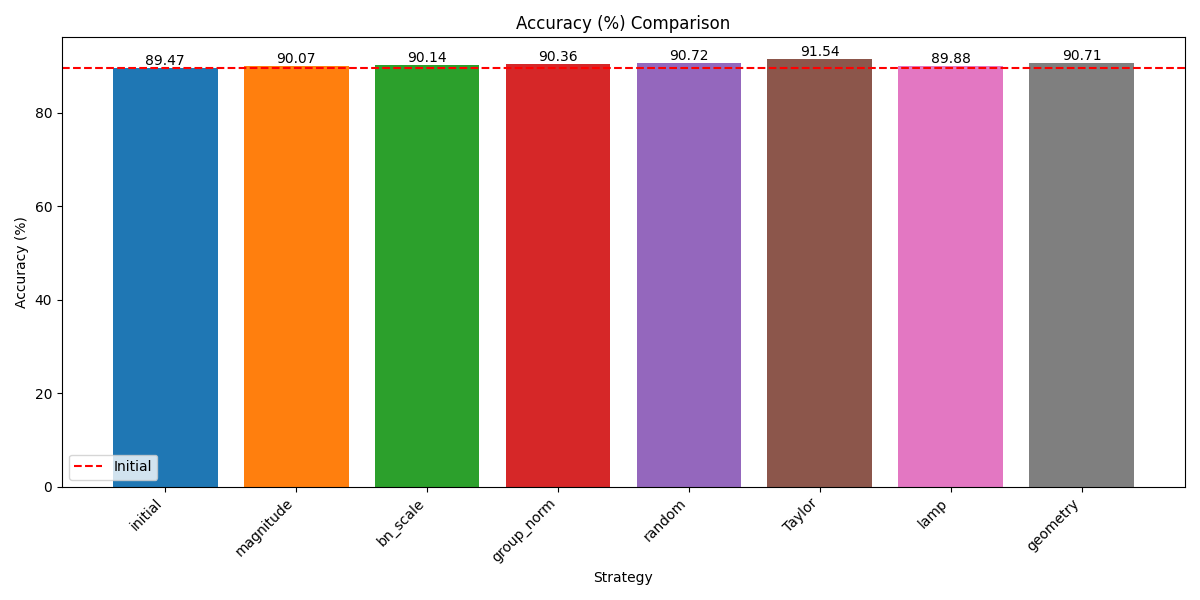 Accuracy (%) Comparison
89.47
90.07
90.14
90.36
90.72
91.54
89.88
90.71
Accuracy (%)
80
60
40
20
0
Initial
initial
magnitude
bn_scale
group_norm
random
Taylor
lamp
geometry
Strategy